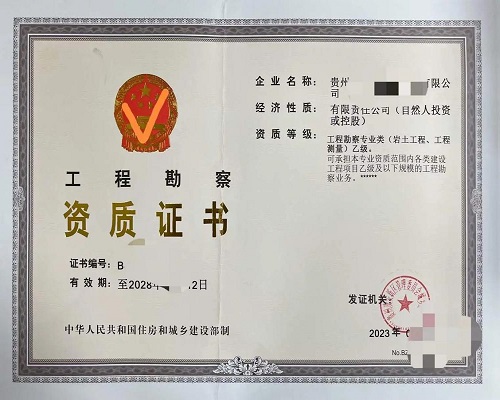 工程勘察
资质证书
证书编号：B
有效期：至2028年 2日
中华人民共和国住房和城乡建设部制
企业名称：贵州 有限公
司
经济性质：有限责任公司（自然人投资
或控股）
资质等级：工程勘察专业类（岩土工程、工程
测量）乙级。
可承担本专业资质范围内各类建设
工程项目乙级及以下规模的工程勘
察业务。******
发证机关：
2023年
No.BZ